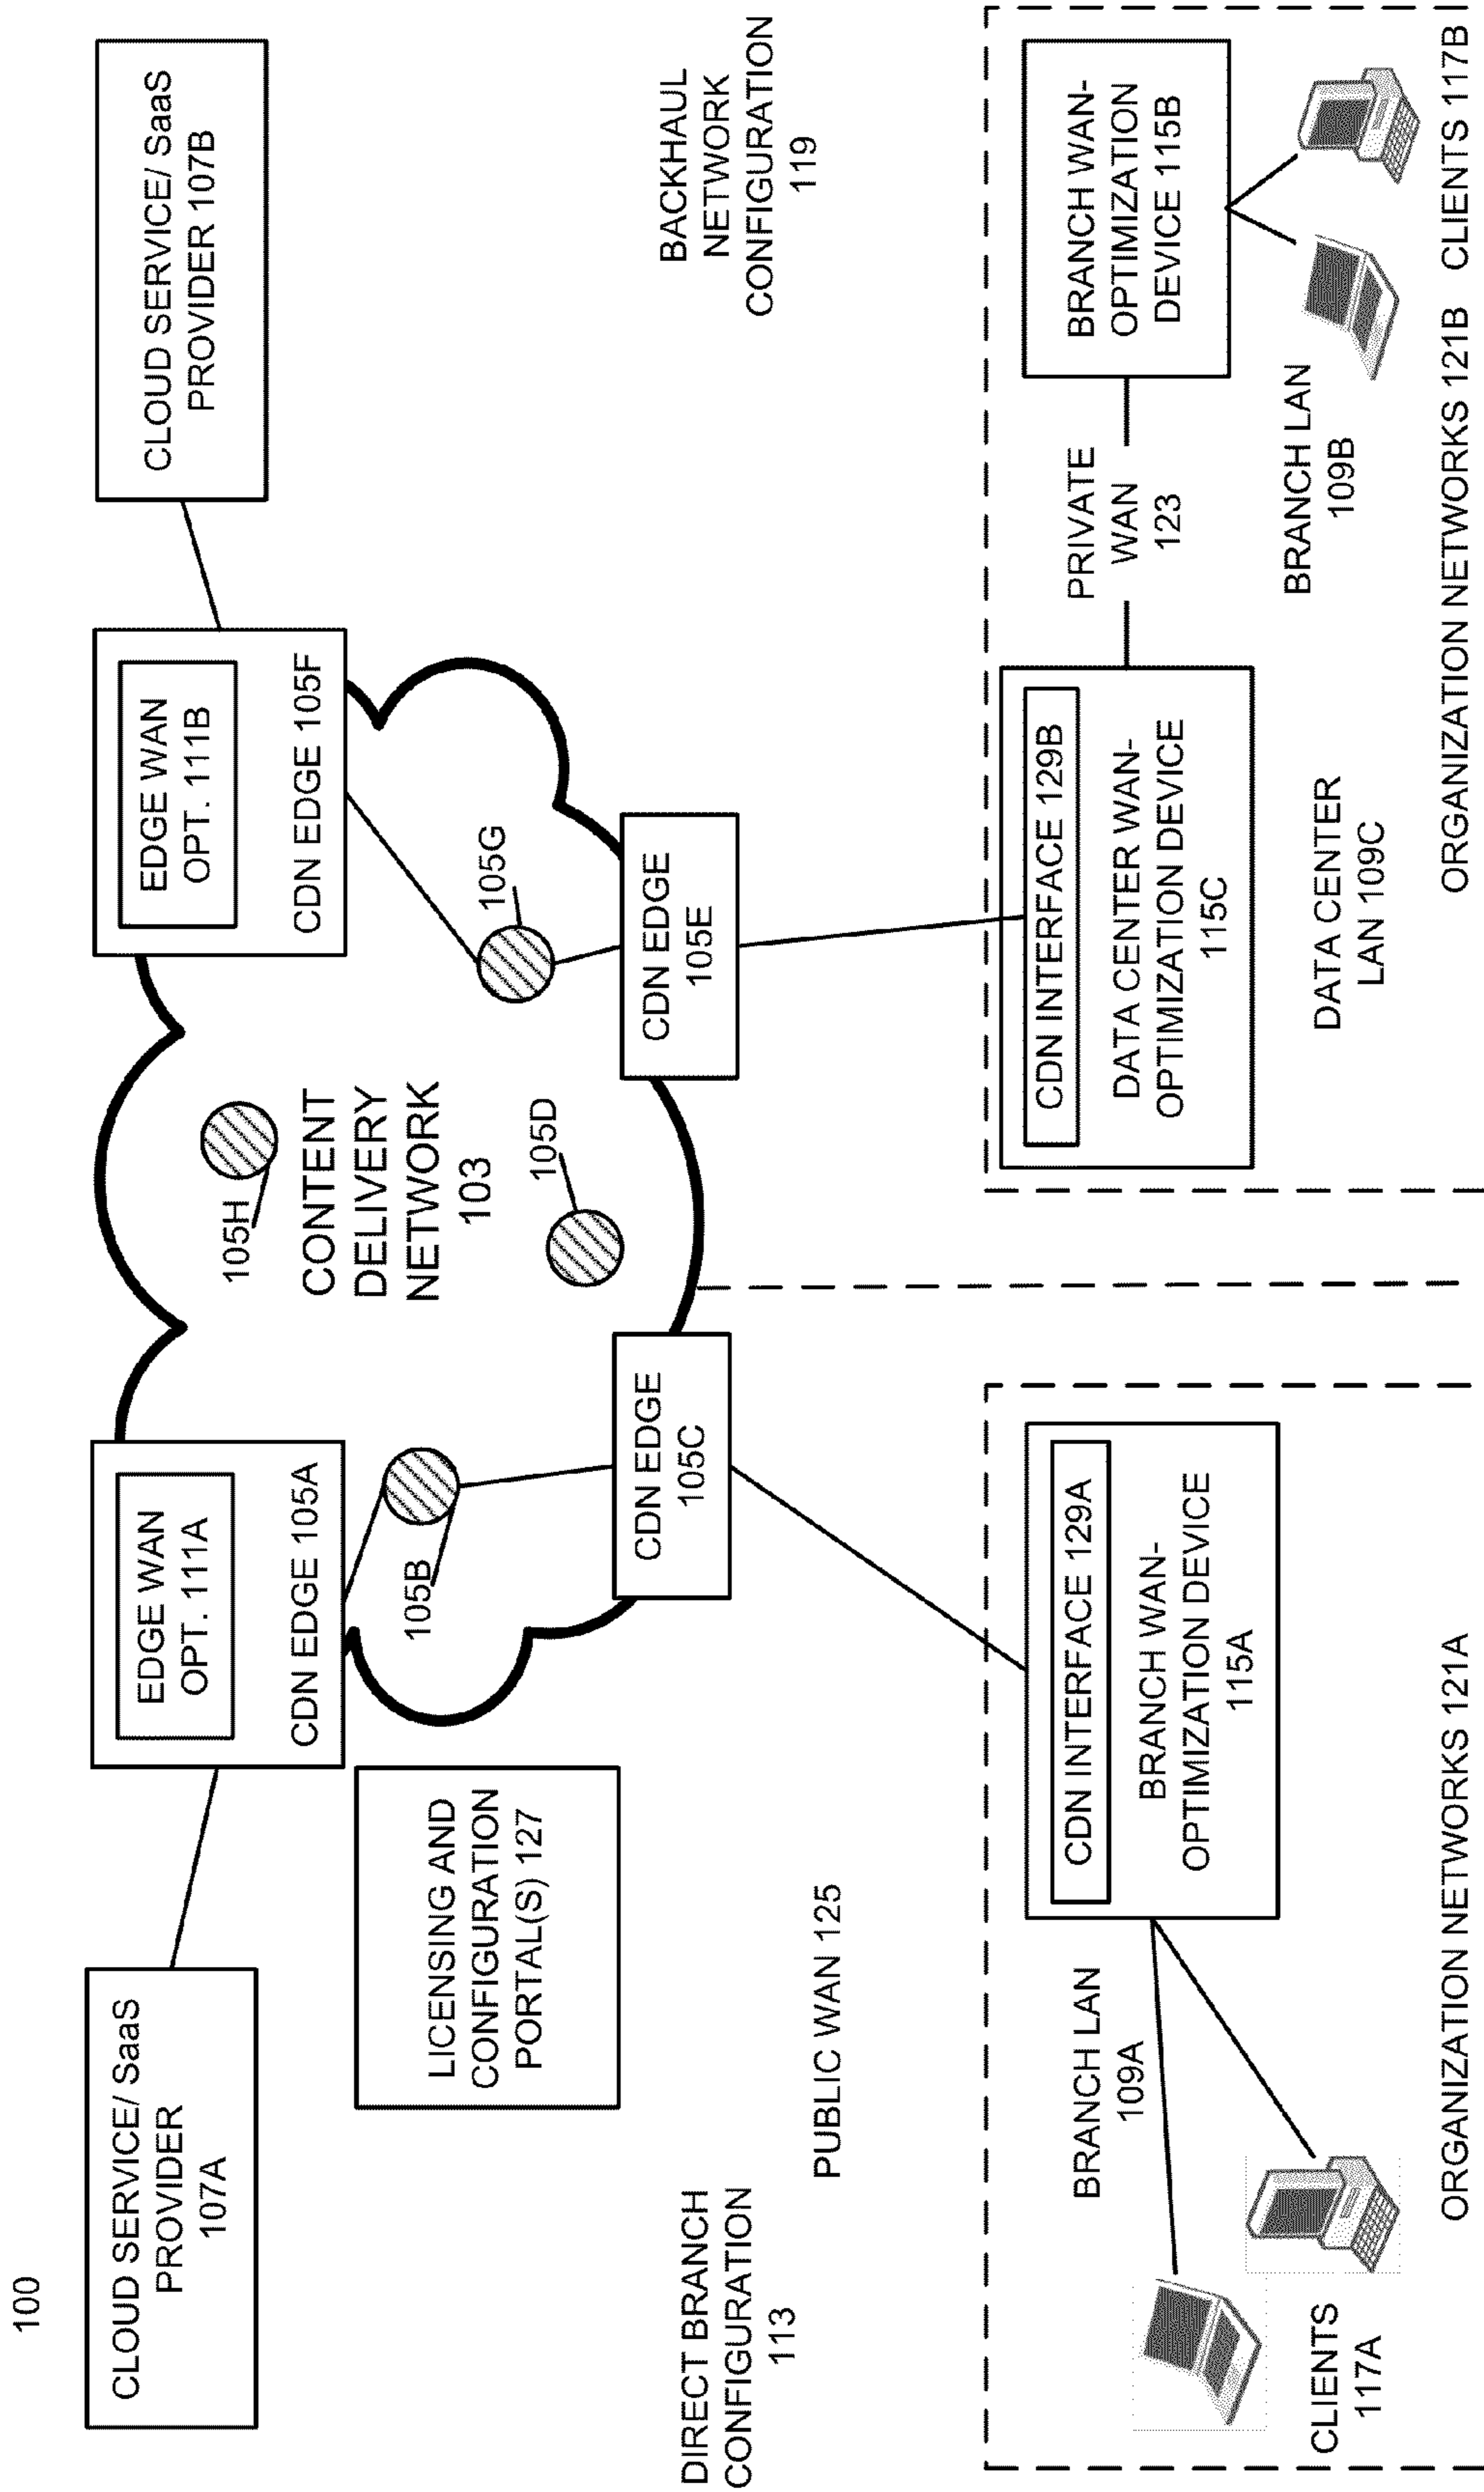 100
CLOUD SERVICE/ SaaS
PROVIDER
107A
EDGE WAN
OPT. 111A
CDN EDGE 105A
EDGE WAN
OPT. 111B
CDN EDGE 105F
CLOUD SERVICE/ SaaS
PROVIDER 107B
LICENSING AND
CONFIGURATION
PORTAL(S) 127
105B
105H
CONTENT
DELIVERY
NETWORK
103
105G
105D
CDN EDGE
105C
CDN EDGE
105E
DIRECT BRANCH
CONFIGURATION
113
BACKHAUL
NETWORK
CONFIGURATION
119
PUBLIC WAN 125
BRANCH LAN
109A
CLIENTS
117A
CDN INTERFACE 129A
BRANCH WAN-
OPTIMIZATION DEVICE
115A
ORGANIZATION NETWORKS 121A
CDN INTERFACE 129B
DATA CENTER WAN-
OPTIMIZATION DEVICE
115C
DATA CENTER
LAN 109C
PRIVATE
WAN
123
BRANCH WAN-
OPTIMIZATION
DEVICE 115B
BRANCH LAN
109B
ORGANIZATION NETWORKS 121B
CLIENTS 117B